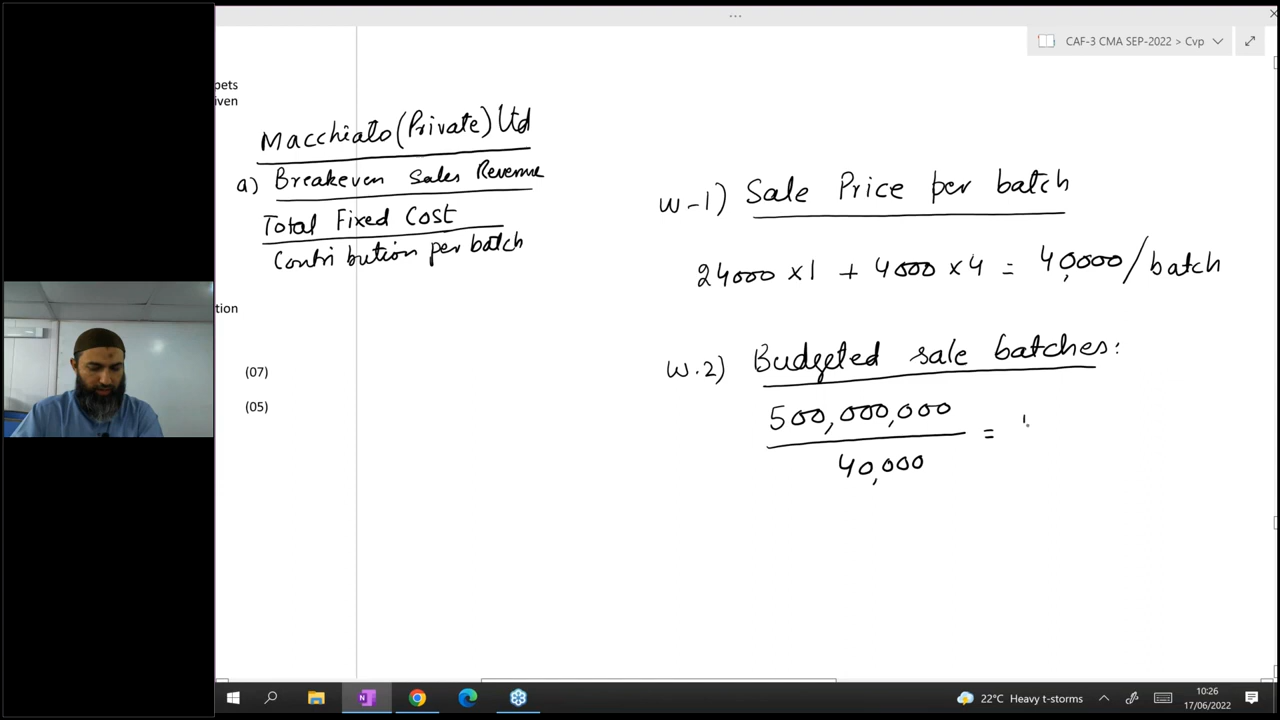 CAF-3 CMA SEP-2022 > Cvp
pets
iven
tion
(07)
(05)
Macchiato (Private) Ltd
a) Breakeven Sales Revenue
Total Fixed Cost
Contribution per batch
W-1) Sale Price per batch
24000 x 1 + 4000 x 4 = 40,000/batch
W.2) Budgeted sale batches:
500,000,000
40,000
=
22°C Heavy t-storms
10:26
17/06/2022